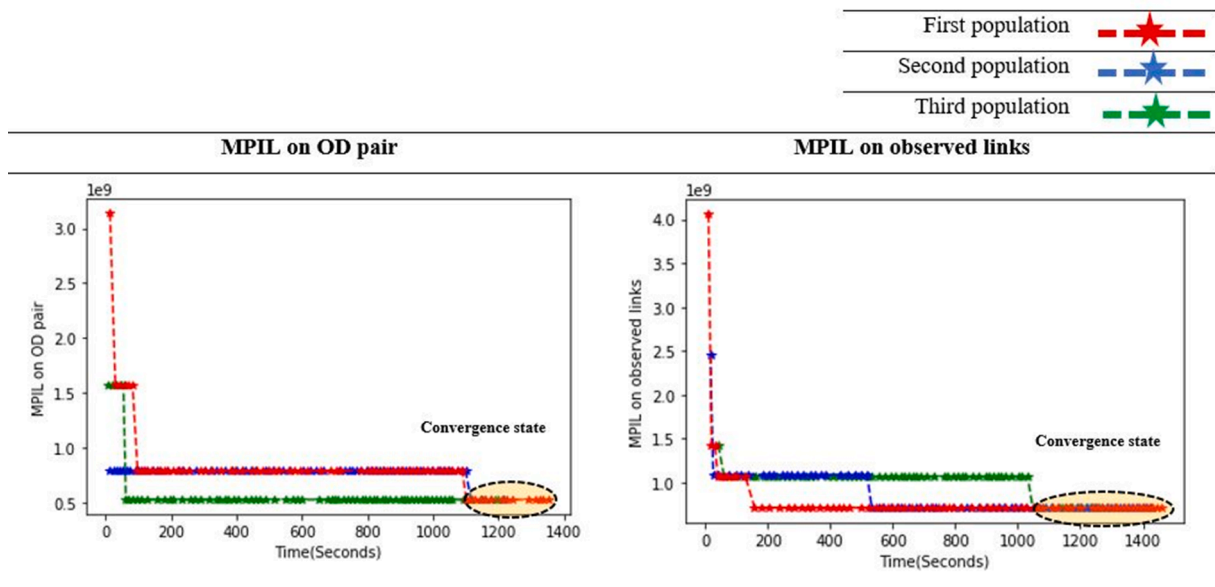 First population
Second population
Third population
MPIL on OD pair
MPIL on observed links
1e9
3.0
2.5
2.0
1.5
1.0
0.5
MPIL on OD pair
Convergence state
0
200
400
600
800
1000
1200
1400
Time(Seconds)
1e9
4.0
3.5
3.0
2.5
2.0
1.5
1.0
MPIL on observed links
Convergence state
0
200
400
600
800
1000
1200
1400
Time(Seconds)